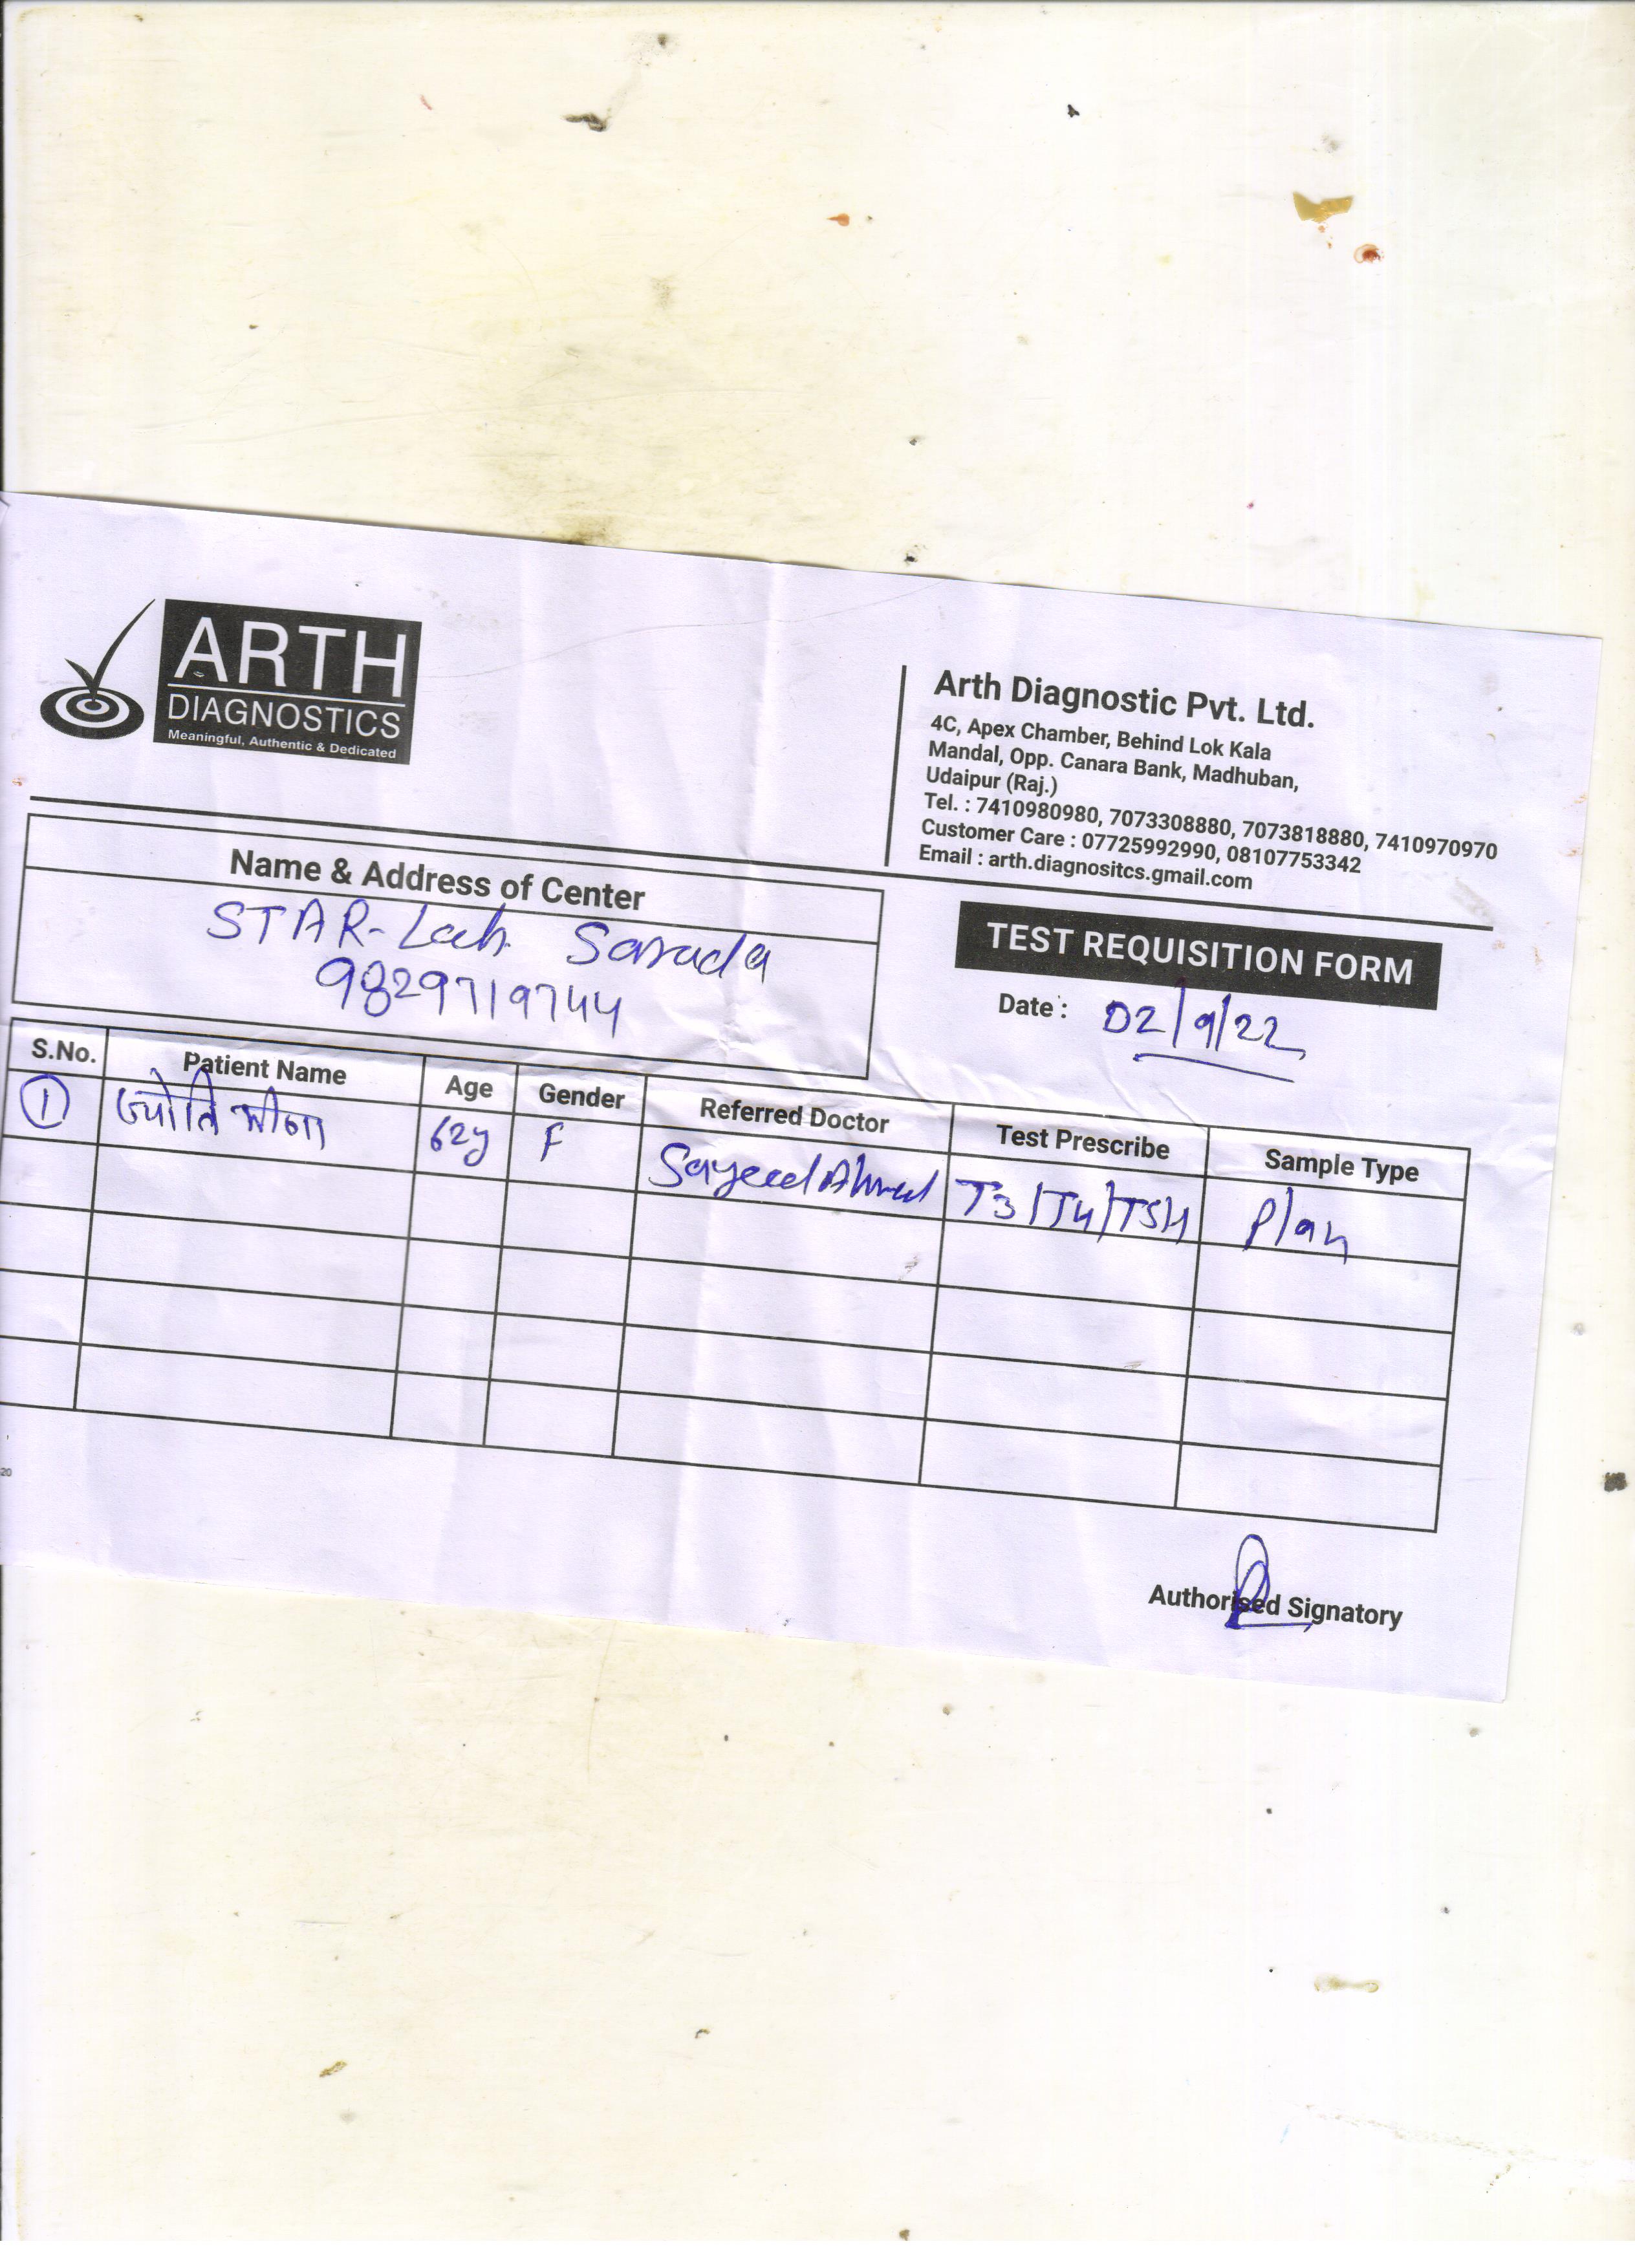 ARTH
DIAGNOSTICS
Meaningful, Authentic & Dedicated
Arth Diagnostic Pvt. Ltd.
4C, Apex Chamber, Behind Lok Kala
Mandal, Opp. Canara Bank, Madhuban,
Udaipur (Raj.)
Tel. : 7410980980, 7073308880, 7073818880, 7410970970
Customer Care : 07725992990, 08107753342
Email : arth.diagnositcs.gmail.com
Name & Address of Center
STAR-Lab. Sarada
9829719744
TEST REQUISITION FORM
Date : 02/9/22
S.No. Patient Name Age Gender Referred Doctor Test Prescribe Sample Type
1 ज्योति मीणा 62y F Sayeed Ahmed T3/T4/TSH Plan
20
Authorised Signatory